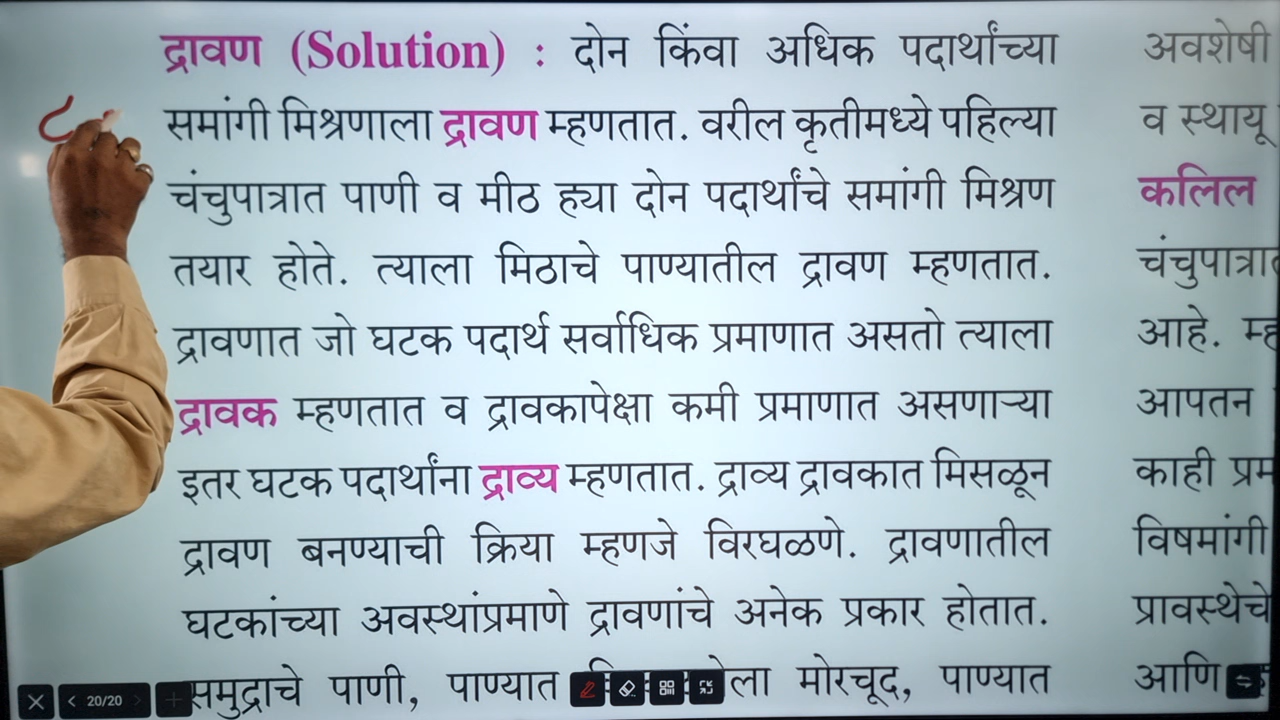 द्रावण (Solution) : दोन किंवा अधिक पदार्थांच्या
समांगी मिश्रणाला द्रावण म्हणतात. वरील कृतीमध्ये पहिल्या
चंचुपात्रात पाणी व मीठ ह्या दोन पदार्थांचे समांगी मिश्रण
तयार होते. त्याला मिठाचे पाण्यातील द्रावण म्हणतात.
द्रावणात जो घटक पदार्थ सर्वाधिक प्रमाणात असतो त्याला
द्रावक म्हणतात व द्रावकापेक्षा कमी प्रमाणात असणाऱ्या
इतर घटक पदार्थांना द्राव्य म्हणतात. द्राव्य द्रावकात मिसळून
द्रावण बनण्याची क्रिया म्हणजे विरघळणे. द्रावणातील
घटकांच्या अवस्थांप्रमाणे द्रावणांचे अनेक प्रकार होतात.
समुद्राचे पाणी, पाण्यात मोरचूद, पाण्यात
अवशेषी
व स्थायू
कलिल
आहे.
आपतन
काही
विषमांगी
प्रावस्थेचे
आणि
20/20